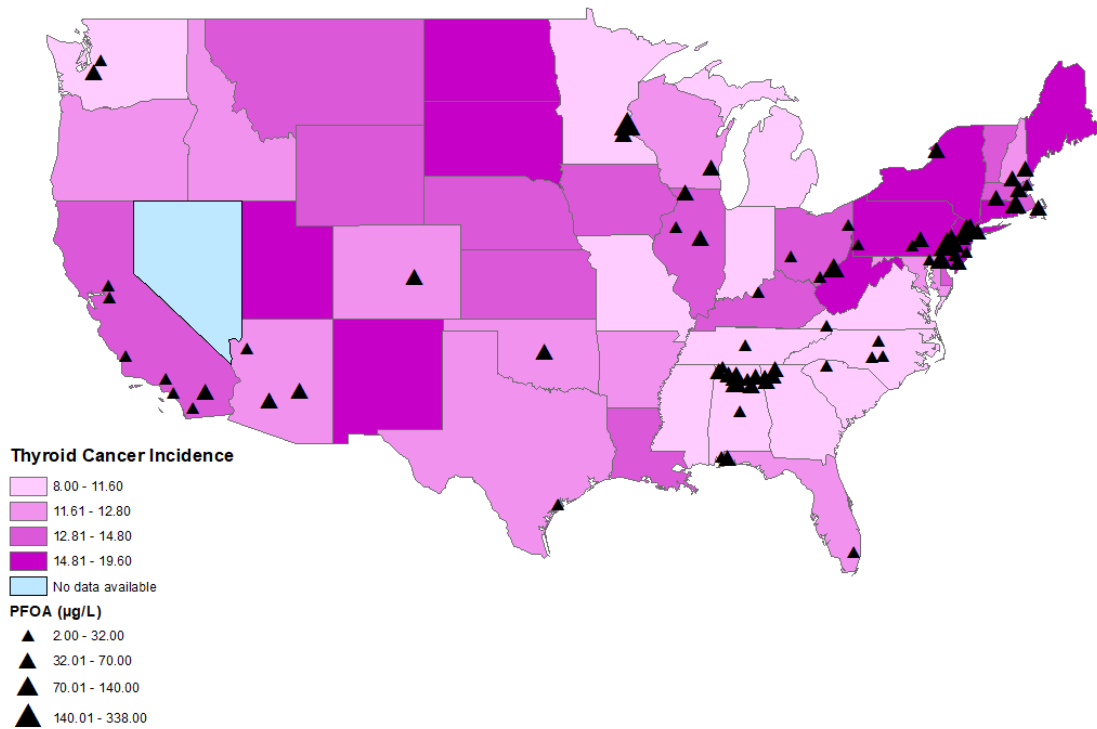 Thyroid Cancer Incidence
8.00 - 11.60
11.61 - 12.80
12.81 - 14.80
14.81 - 19.60
No data available
PFOA (µg/L)
2.00 - 32.00
32.01 - 70.00
70.01 - 140.00
140.01 - 338.00